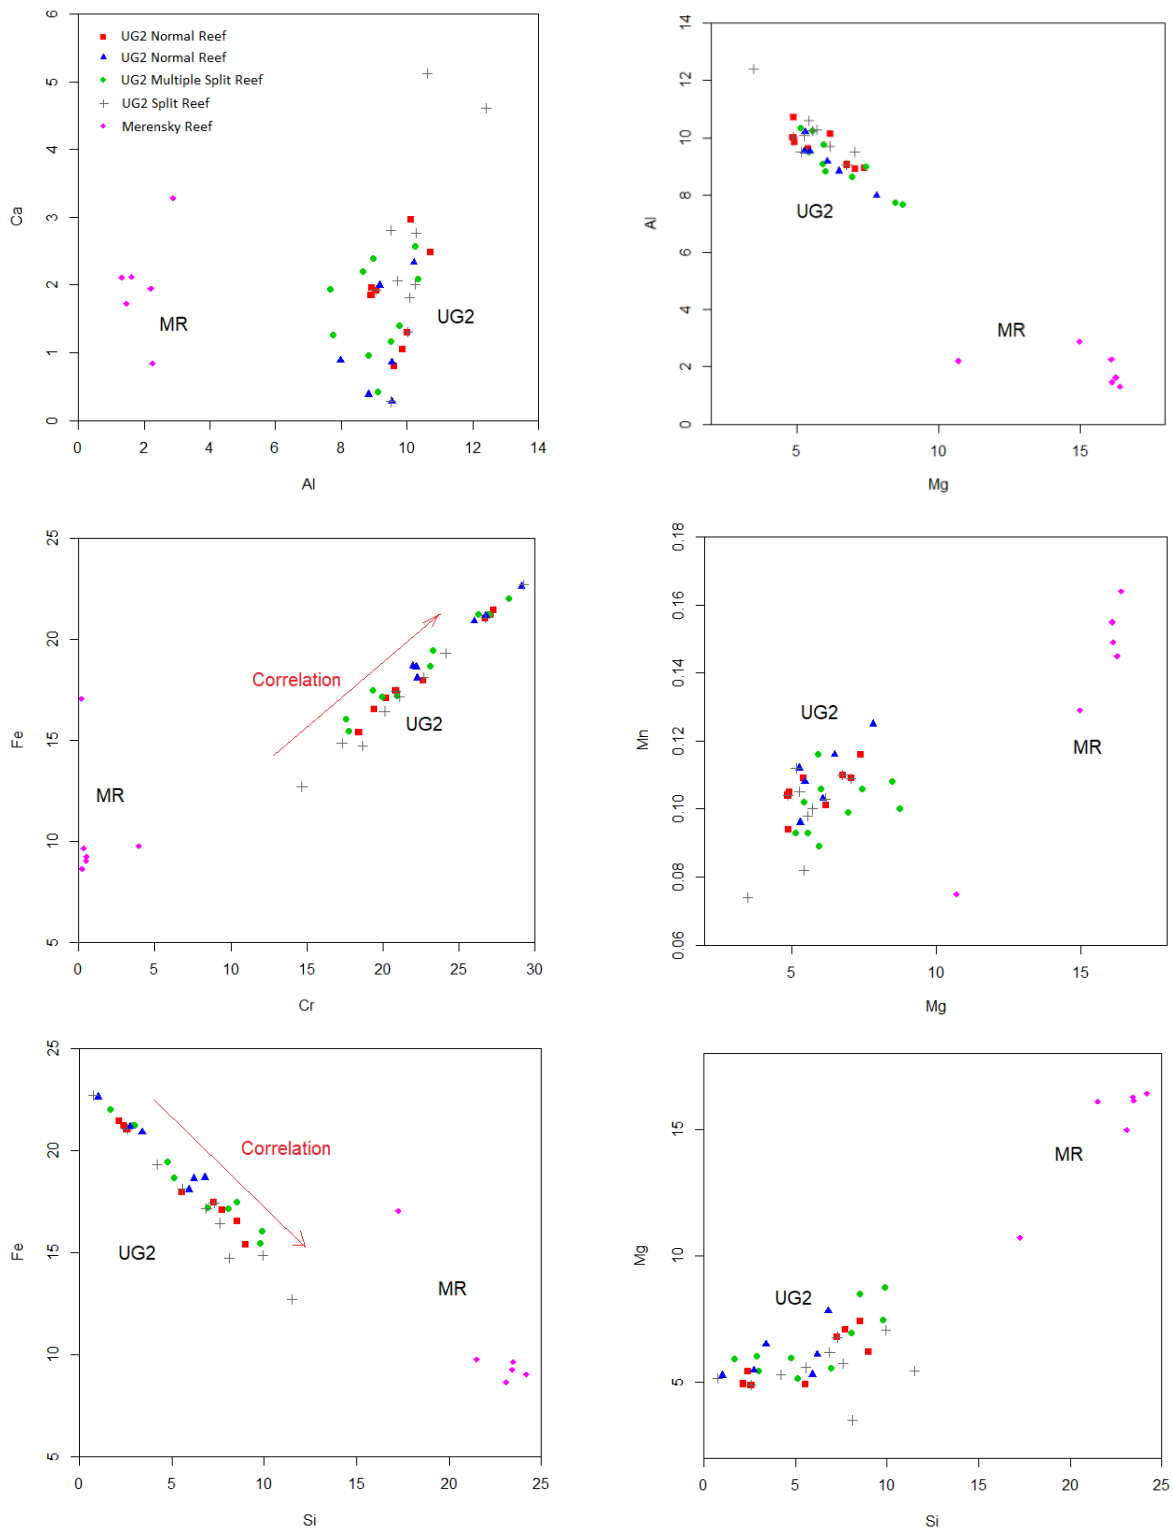 6
5
4
3
2
1
0
Ca
UG2 Normal Reef
UG2 Normal Reef
UG2 Multiple Split Reef
UG2 Split Reef
Merensky Reef
MR
UG2
0 2 4 6 8 10 12 14
Al
14
12
10
8
6
4
2
0
Al
UG2
MR
5 10 15
Mg
25
20
15
10
5
Fe
Correlation
UG2
MR
0 5 10 15 20 25 30
Cr
0.18
0.16
0.14
0.12
0.10
0.08
0.06
Mn
UG2
MR
5 10 15
Mg
25
20
15
10
5
Fe
Correlation
UG2
MR
0 5 10 15 20 25
Si
15
10
5
Mg
MR
UG2
0 5 10 15 20 25
Si